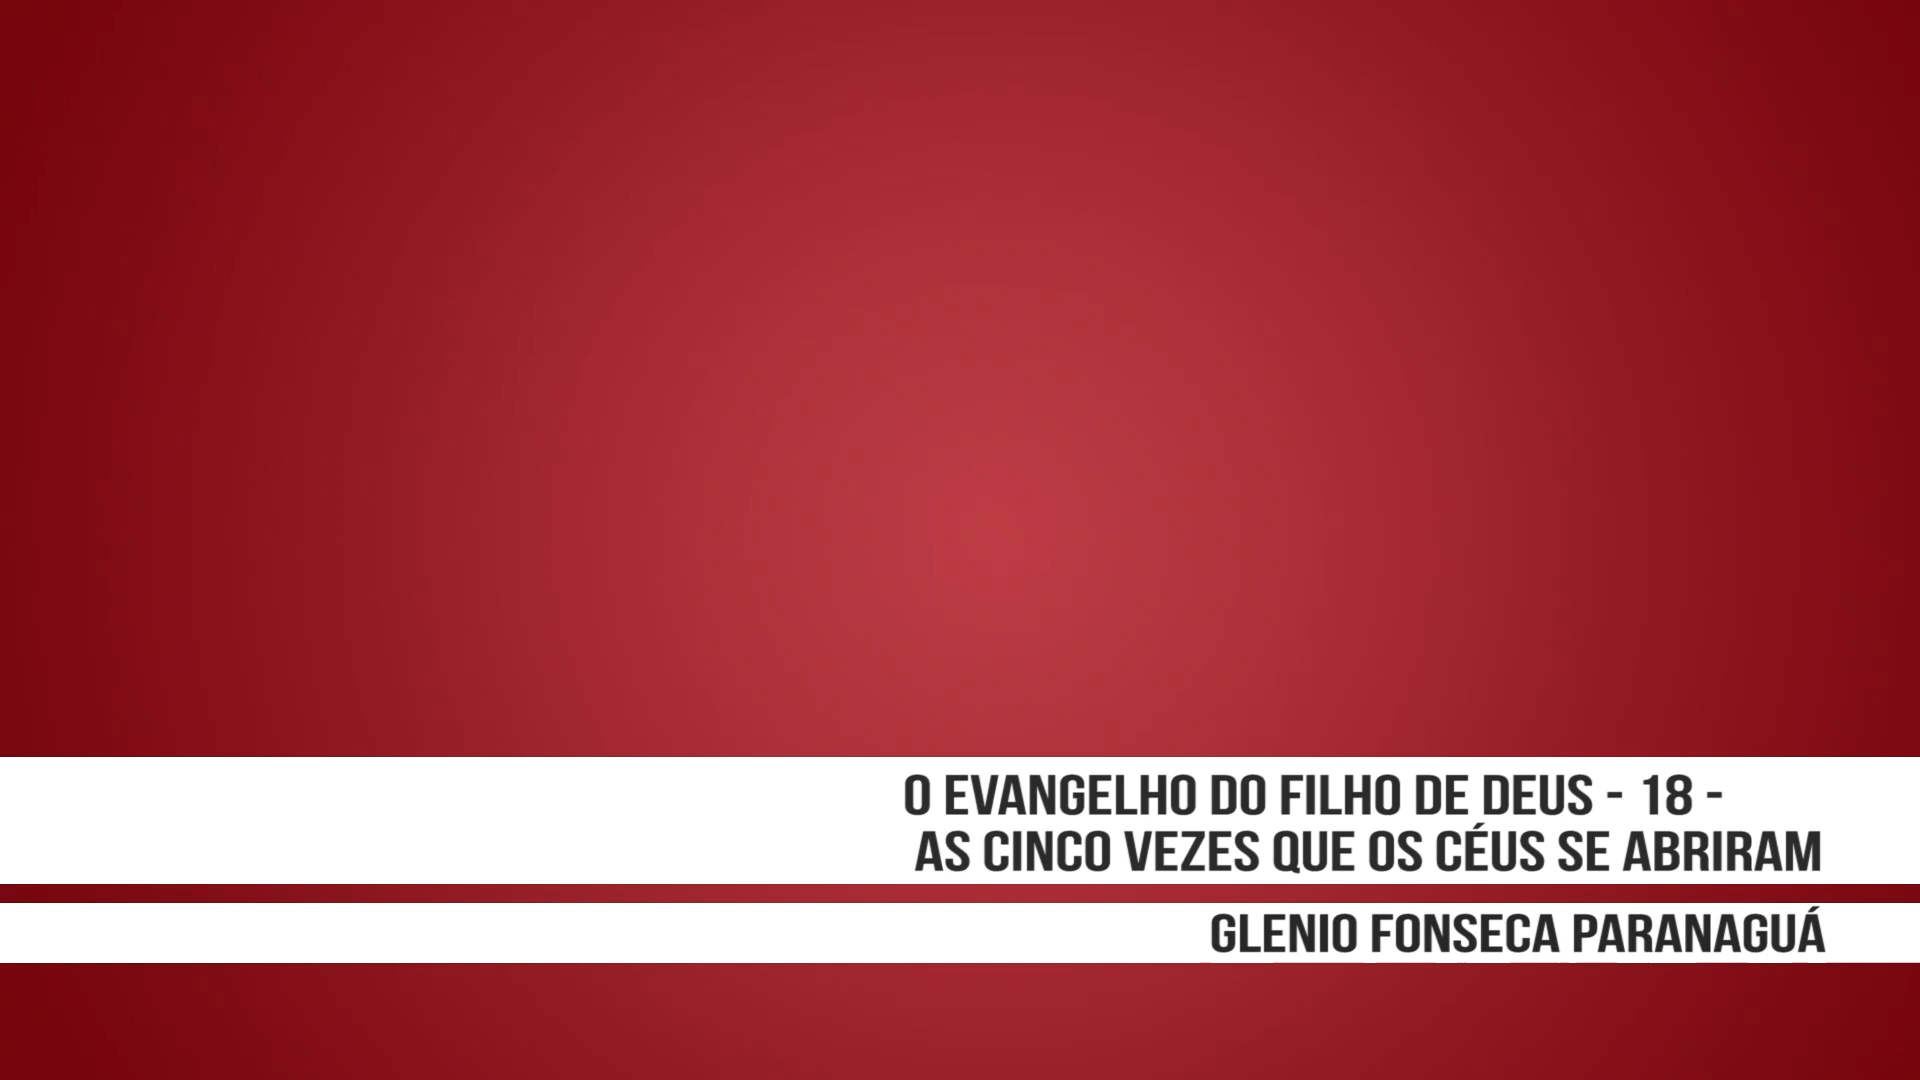 O EVANGELHO DO FILHO DE DEUS - 18 -
AS CINCO VEZES QUE OS CÉUS SE ABRIRAM
GLENIO FONSECA PARANAGUÁ